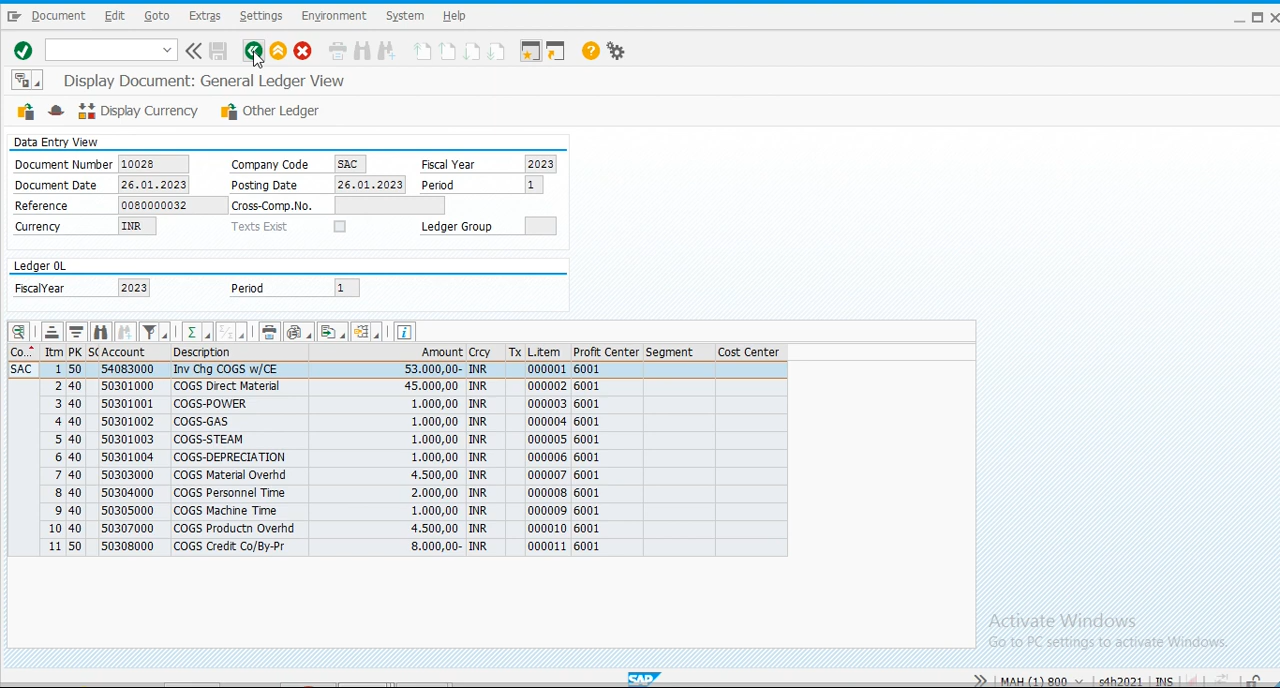 Document Edit Goto Extras Settings Environment System Help
Display Document: General Ledger View
Display Currency Other Ledger
Data Entry View
Document Number 10028 Company Code SAC Fiscal Year 2023
Document Date 26.01.2023 Posting Date 26.01.2023 Period 1
Reference 0080000032 Cross-Comp.No.
Currency INR Texts Exist Ledger Group
Ledger 0L
FiscalYear 2023 Period 1
Co... Itm PK SG Account Description Amount Crcy Tx L.item Profit Center Segment Cost Center
SAC 1 50 54083000 Inv Chg COGS w/CE 53.000,00- INR 000001 6001
2 40 50301000 COGS Direct Material 45.000,00 INR 000002 6001
3 40 50301001 COGS-POWER 1.000,00 INR 000003 6001
4 40 50301002 COGS-GAS 1.000,00 INR 000004 6001
5 40 50301003 COGS-STEAM 1.000,00 INR 000005 6001
6 40 50301004 COGS-DEPRECIATION 1.000,00 INR 000006 6001
7 40 50303000 COGS Material Overhd 4.500,00 INR 000007 6001
8 40 50304000 COGS Personnel Time 2.000,00 INR 000008 6001
9 40 50305000 COGS Machine Time 1.000,00 INR 000009 6001
10 40 50307000 COGS Productn Overhd 4.500,00 INR 000010 6001
11 50 50308000 COGS Credit Co/By-Pr 8.000,00- INR 000011 6001
Activate Windows
Go to PC settings to activate Windows.
SAP MAH (1) 800 s4h2021 INS